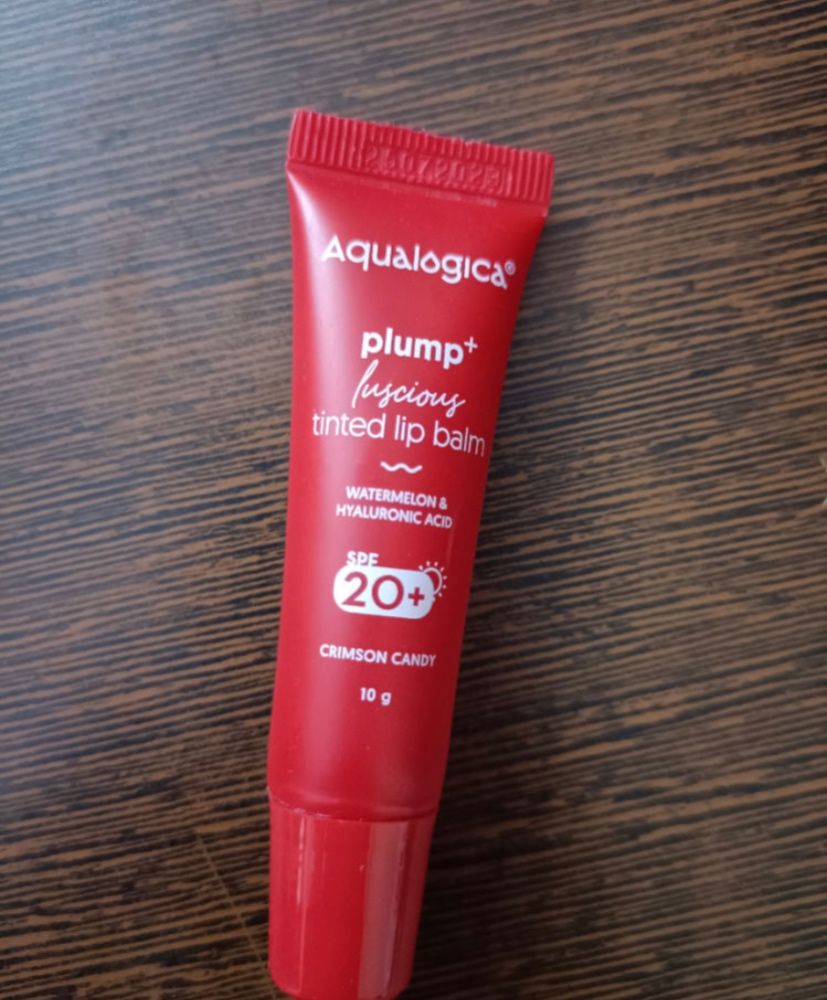 Aqualogica®
plump+
luscious
tinted lip balm
WATERMELON &
HYALURONIC ACID
SPF
20+
CRIMSON CANDY
10 g